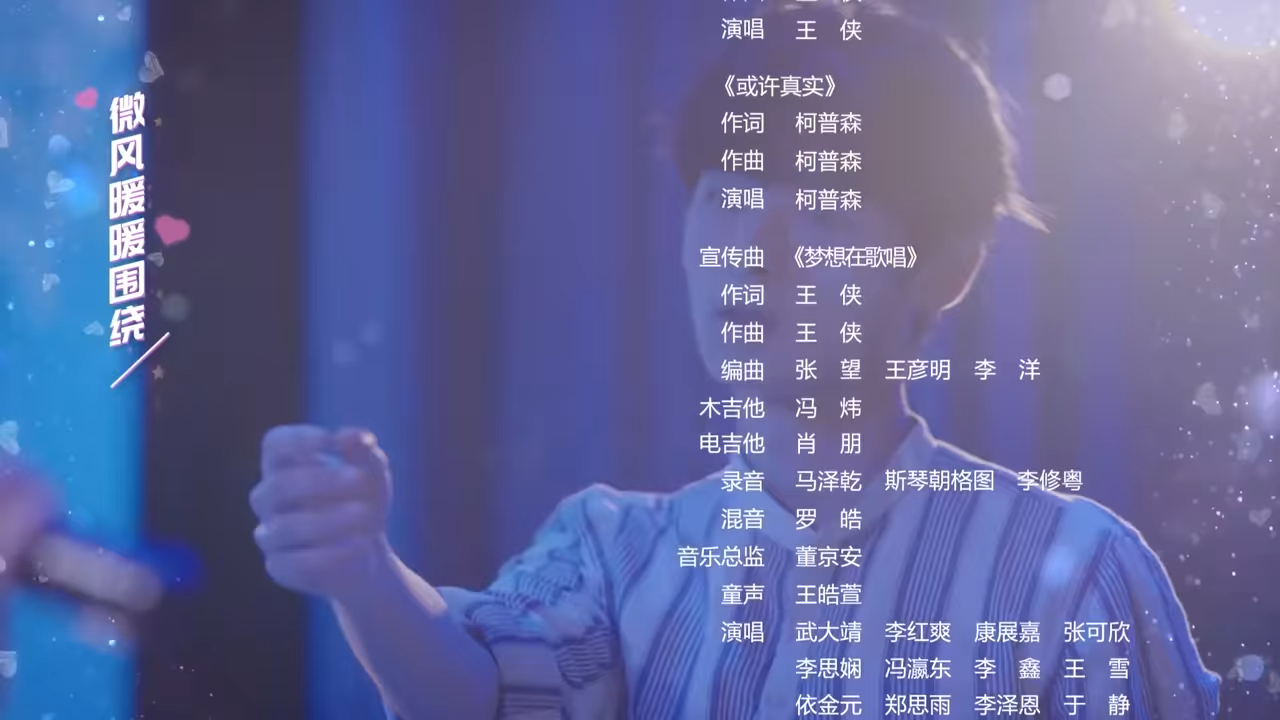 微风暖暖围绕
演唱 王 侠
《或许真实》
作词 柯普森
作曲 柯普森
演唱 柯普森
宣传曲 《梦想在歌唱》
作词 王 侠
作曲 王 侠
编曲 张 望 王彦明 李 洋
木吉他 冯 炜
电吉他 肖 朋
录音 马泽乾 斯琴朝格图 李修粤
混音 罗 皓
音乐总监 董京安
童声 王皓萱
演唱 武大靖 李红爽 康展嘉 张可欣
李思娴 冯瀛东 李 鑫 王 雪
依金元 郑思雨 李泽恩 于 静